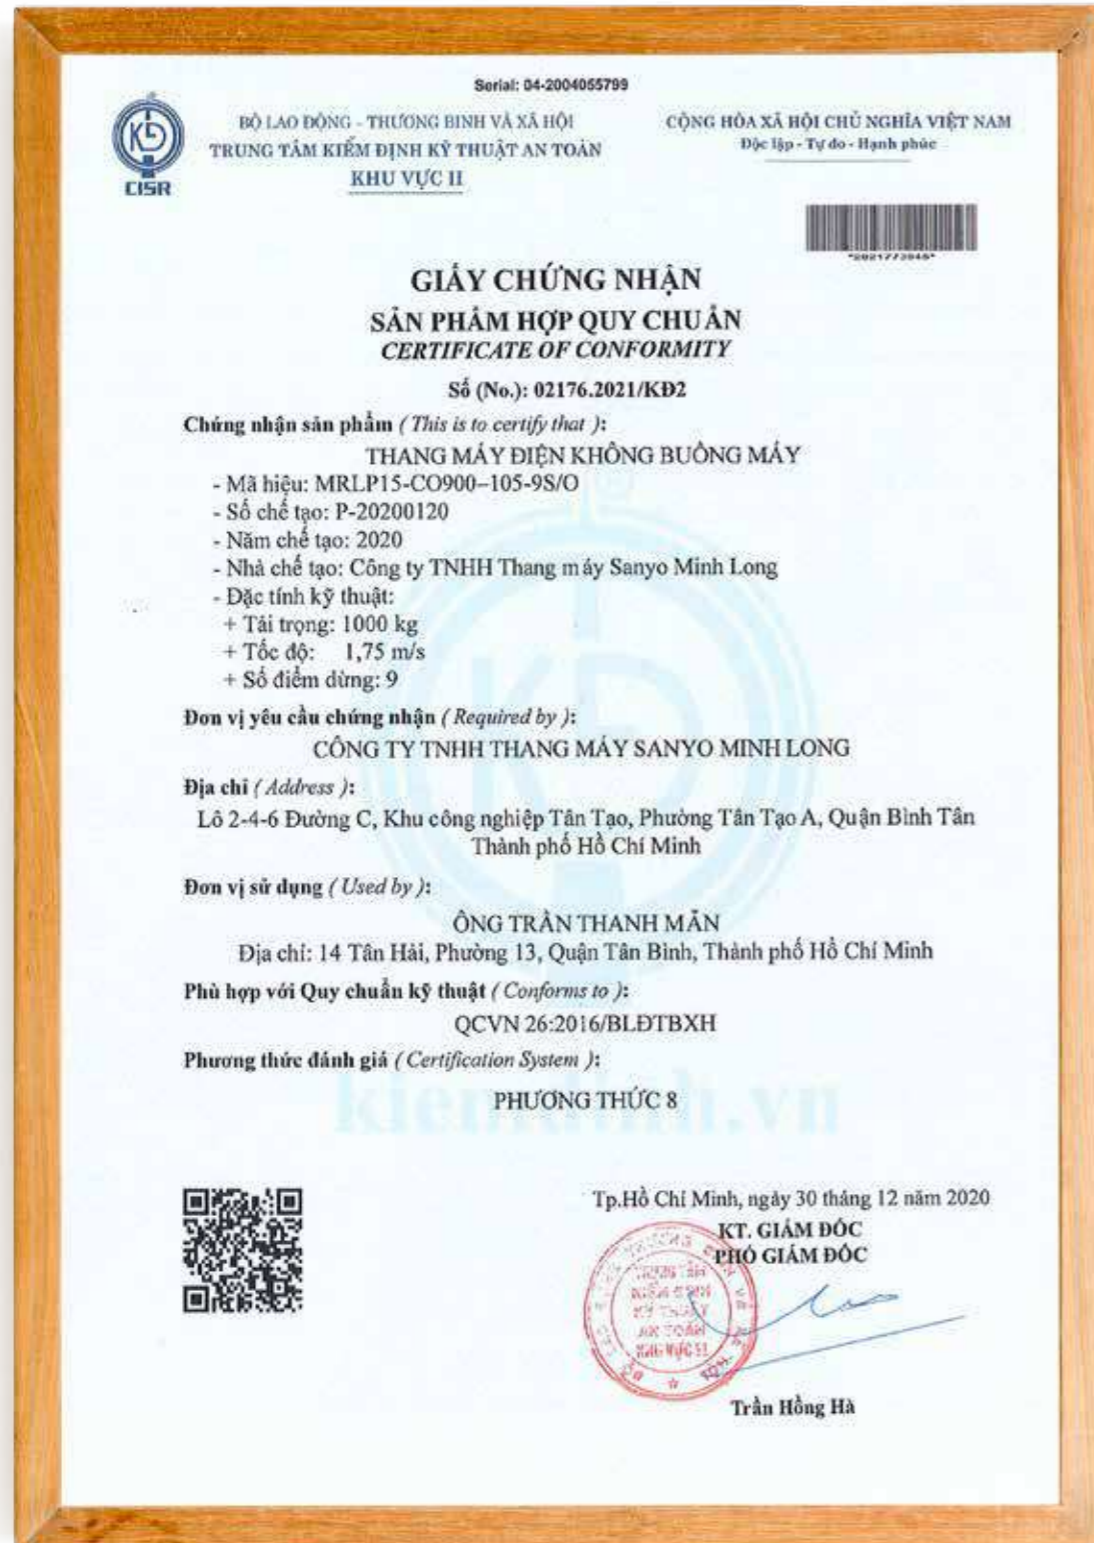 Serial: 04-2004055799
BỘ LAO ĐỘNG - THƯƠNG BINH VÀ XÃ HỘI
TRUNG TÂM KIỂM ĐỊNH KỸ THUẬT AN TOÀN
KHU VỰC II
CISR
CỘNG HÒA XÃ HỘI CHỦ NGHĨA VIỆT NAM
Độc lập - Tự do - Hạnh phúc
GIẤY CHỨNG NHẬN
SẢN PHẨM HỢP QUY CHUẨN
CERTIFICATE OF CONFORMITY
Số (No.): 02176.2021/KĐ2
Chứng nhận sản phẩm ( This is to certify that ):
THANG MÁY ĐIỆN KHÔNG BUỒNG MÁY
- Mã hiệu: MRLP15-CO900–105-9S/O
- Số chế tạo: P-20200120
- Năm chế tạo: 2020
- Nhà chế tạo: Công ty TNHH Thang máy Sanyo Minh Long
- Đặc tính kỹ thuật:
+ Tải trọng: 1000 kg
+ Tốc độ: 1,75 m/s
+ Số điểm dừng: 9
Đơn vị yêu cầu chứng nhận ( Required by ):
CÔNG TY TNHH THANG MÁY SANYO MINH LONG
Địa chỉ ( Address ):
Lô 2-4-6 Đường C, Khu công nghiệp Tân Tạo, Phường Tân Tạo A, Quận Bình Tân
Thành phố Hồ Chí Minh
Đơn vị sử dụng ( Used by ):
ÔNG TRẦN THANH MẪN
Địa chỉ: 14 Tân Hải, Phường 13, Quận Tân Bình, Thành phố Hồ Chí Minh
Phù hợp với Quy chuẩn kỹ thuật ( Conforms to ):
QCVN 26:2016/BLĐTBXH
Phương thức đánh giá ( Certification System ):
PHƯƠNG THỨC 8
kiemdinh.vn
Tp.Hồ Chí Minh, ngày 30 tháng 12 năm 2020
KT. GIÁM ĐỐC
PHÓ GIÁM ĐỐC
TRUNG TÂM
KIỂM ĐỊNH
KỸ THUẬT
AN TOÀN
KHU VỰC II
Trần Hồng Hà